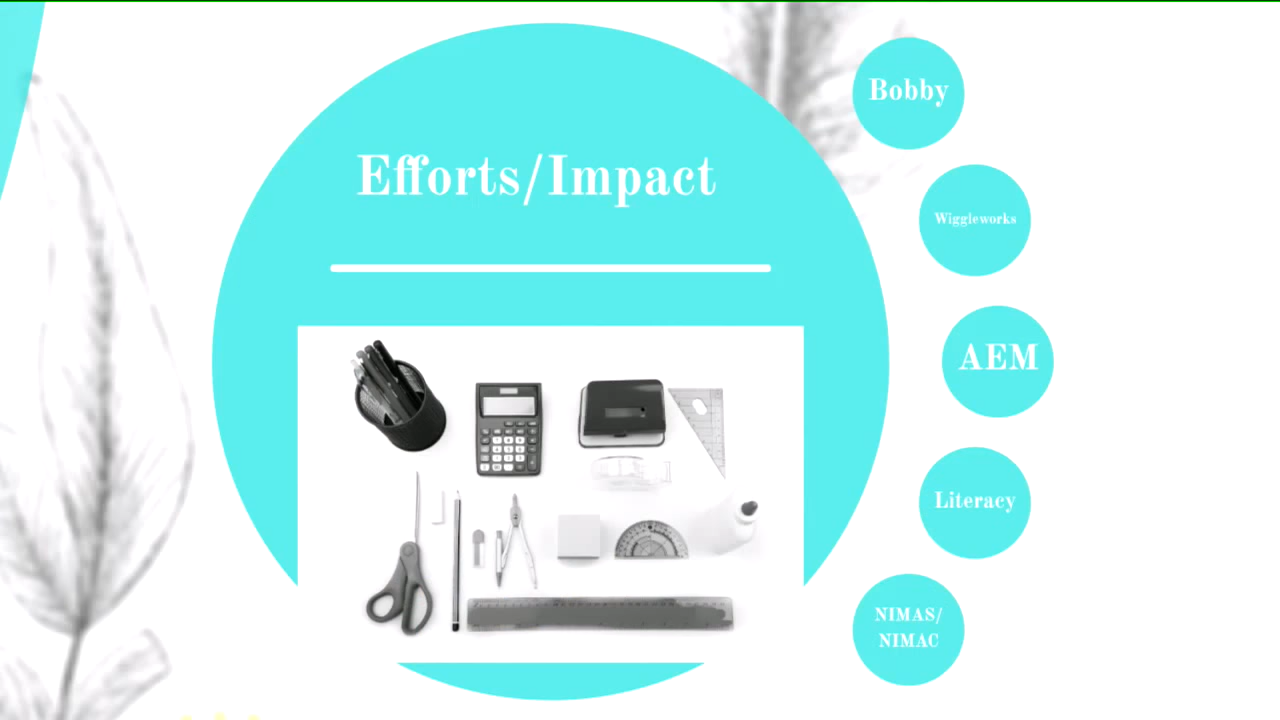 Efforts/Impact
Bobby
Wiggleworks
AEM
Literacy
NIMAS/
NIMAC